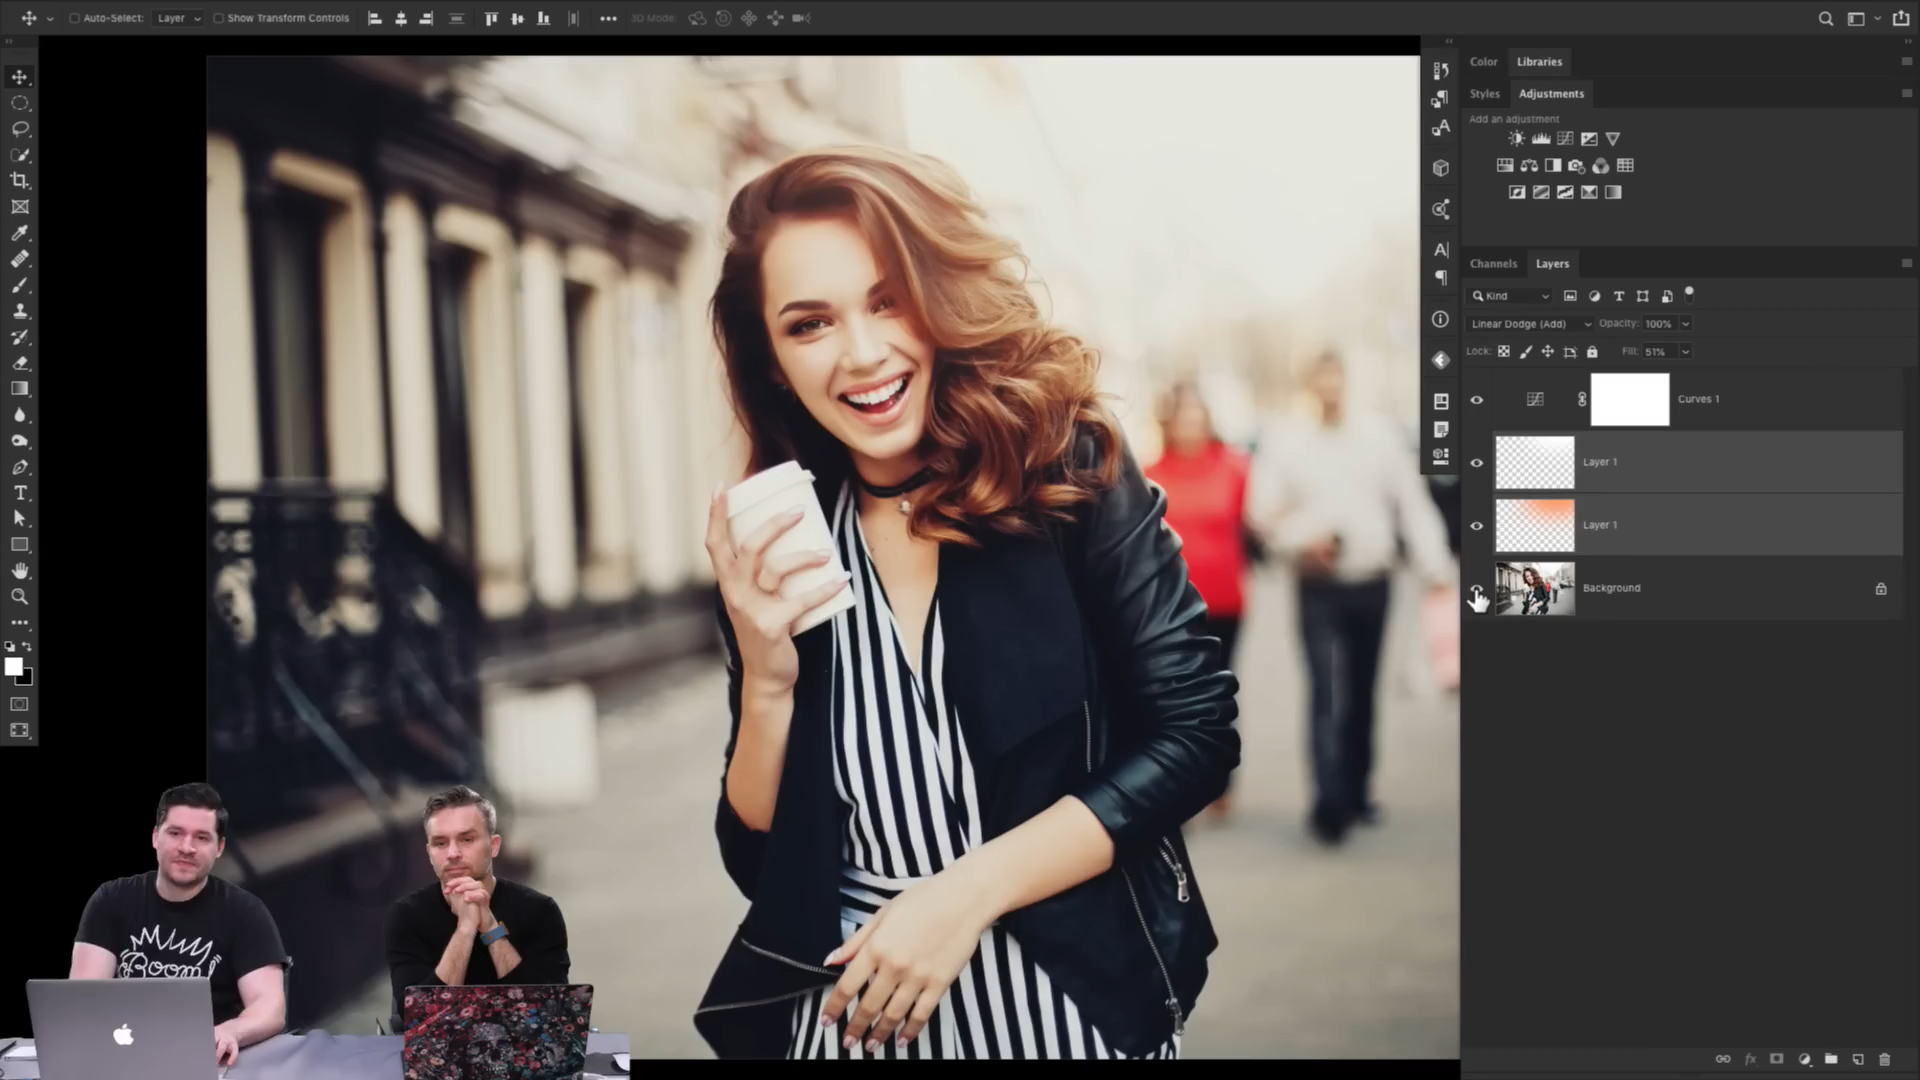 Auto-Select: Layer Show Transform Controls 3D Mode:
Color Libraries
Styles Adjustments
Add an adjustment
Channels Layers
Kind
Linear Dodge (Add) Opacity: 100%
Lock: Fill: 51%
Curves 1
Layer 1
Layer 1
Background
Boom!